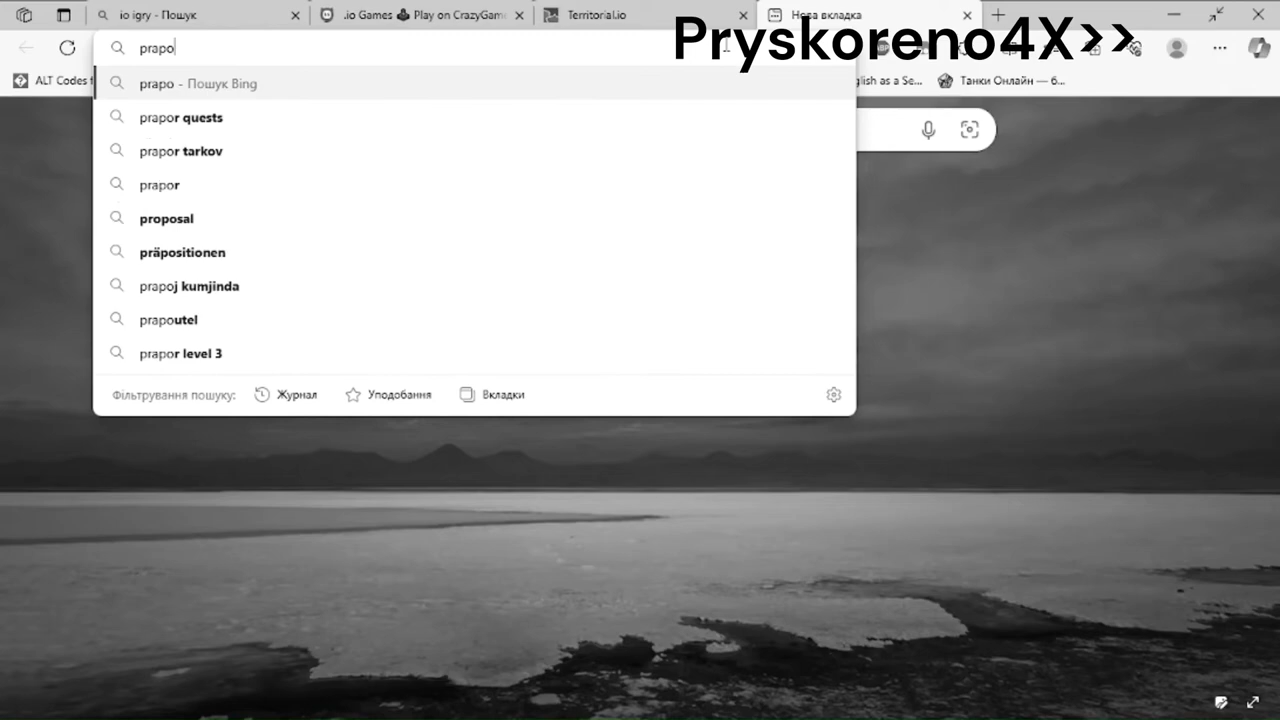 io igry - Пошук
.io Games Play on CrazyGam
Territorial.io
Нова вкладка
Pryskoreno4X>>
prapo
ALT Codes f
glish as a Se...
Танки Онлайн — б...
prapo - Пошук Bing
prapor quests
prapor tarkov
prapor
proposal
präpositionen
prapoj kumjinda
prapoutel
prapor level 3
Фільтрування пошуку:
Журнал
Уподобання
Вкладки